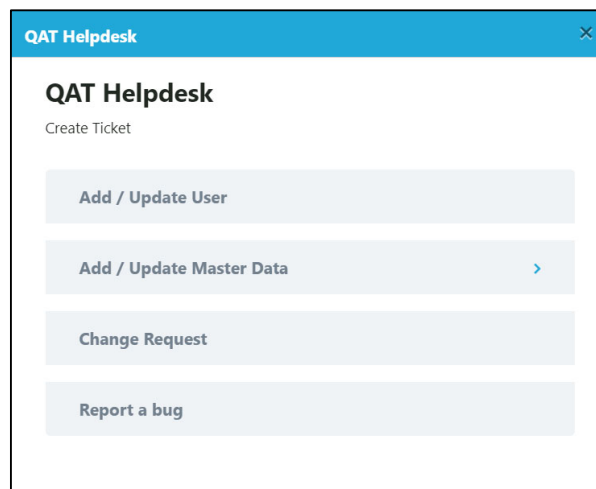 QAT Helpdesk
QAT Helpdesk
Create Ticket
Add / Update User
Add / Update Master Data
Change Request
Report a bug